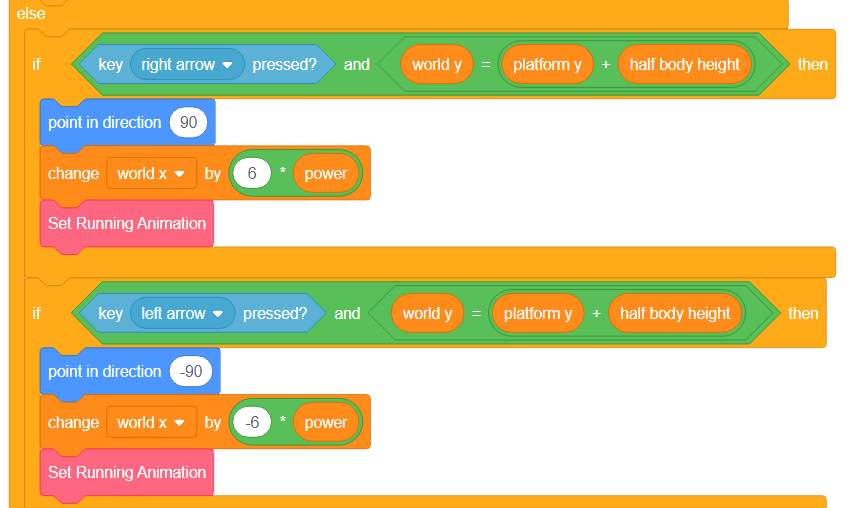 else
if key right arrow pressed? and world y = platform y + half body height then
point in direction 90
change world x by 6 * power
Set Running Animation
if key left arrow pressed? and world y = platform y + half body height then
point in direction -90
change world x by -6 * power
Set Running Animation